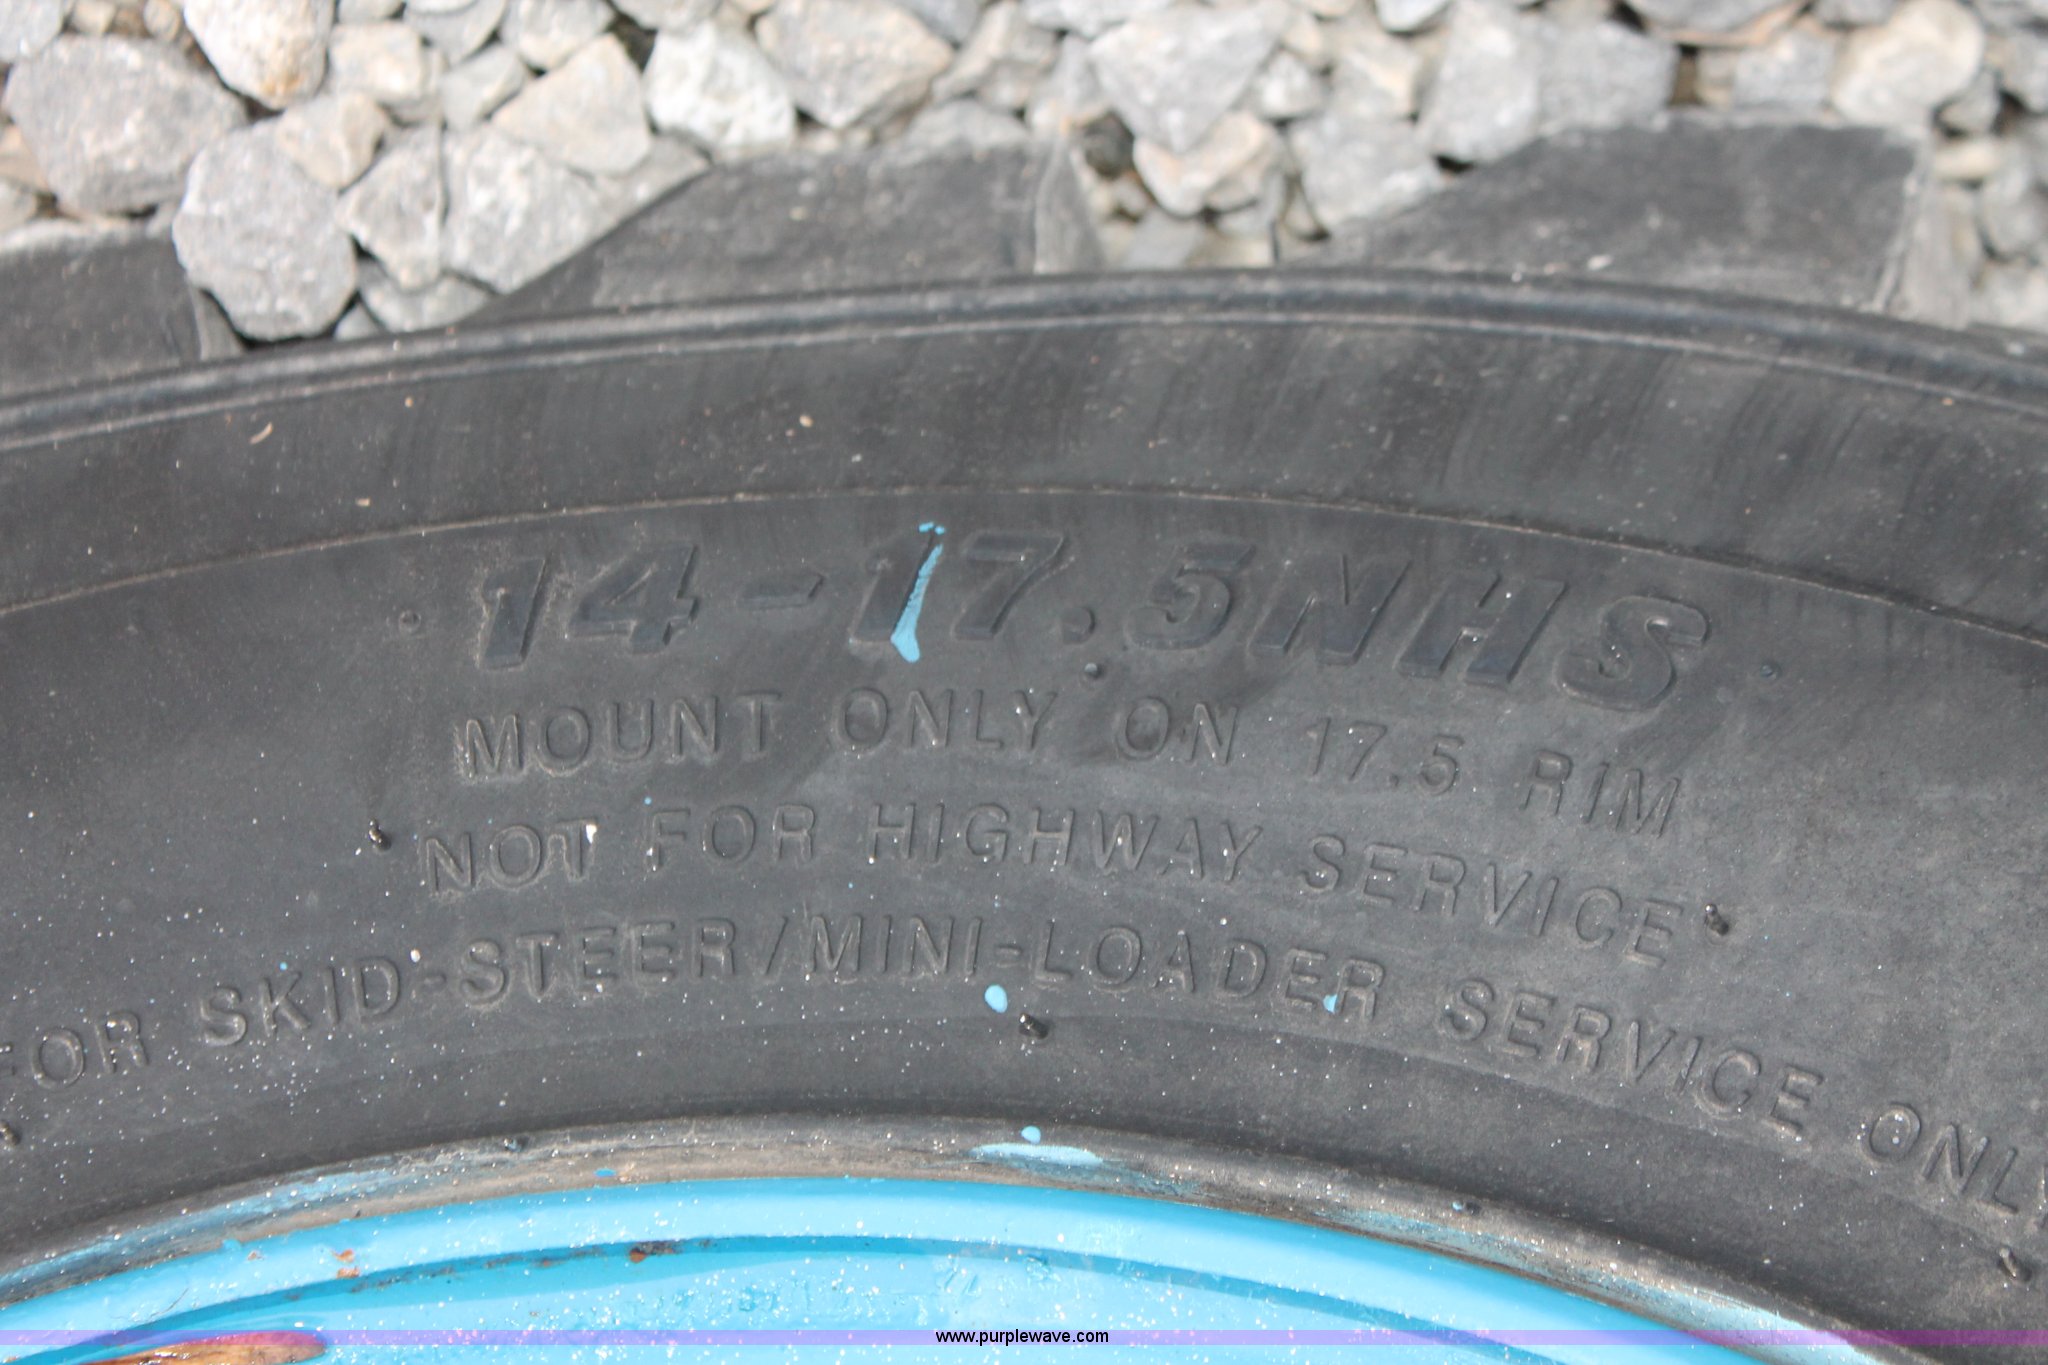 14-17.5NHS
MOUNT ONLY ON 17.5 RIM
NOT FOR HIGHWAY SERVICE
FOR SKID-STEER/MINI-LOADER SERVICE ONLY
www.purplewave.com